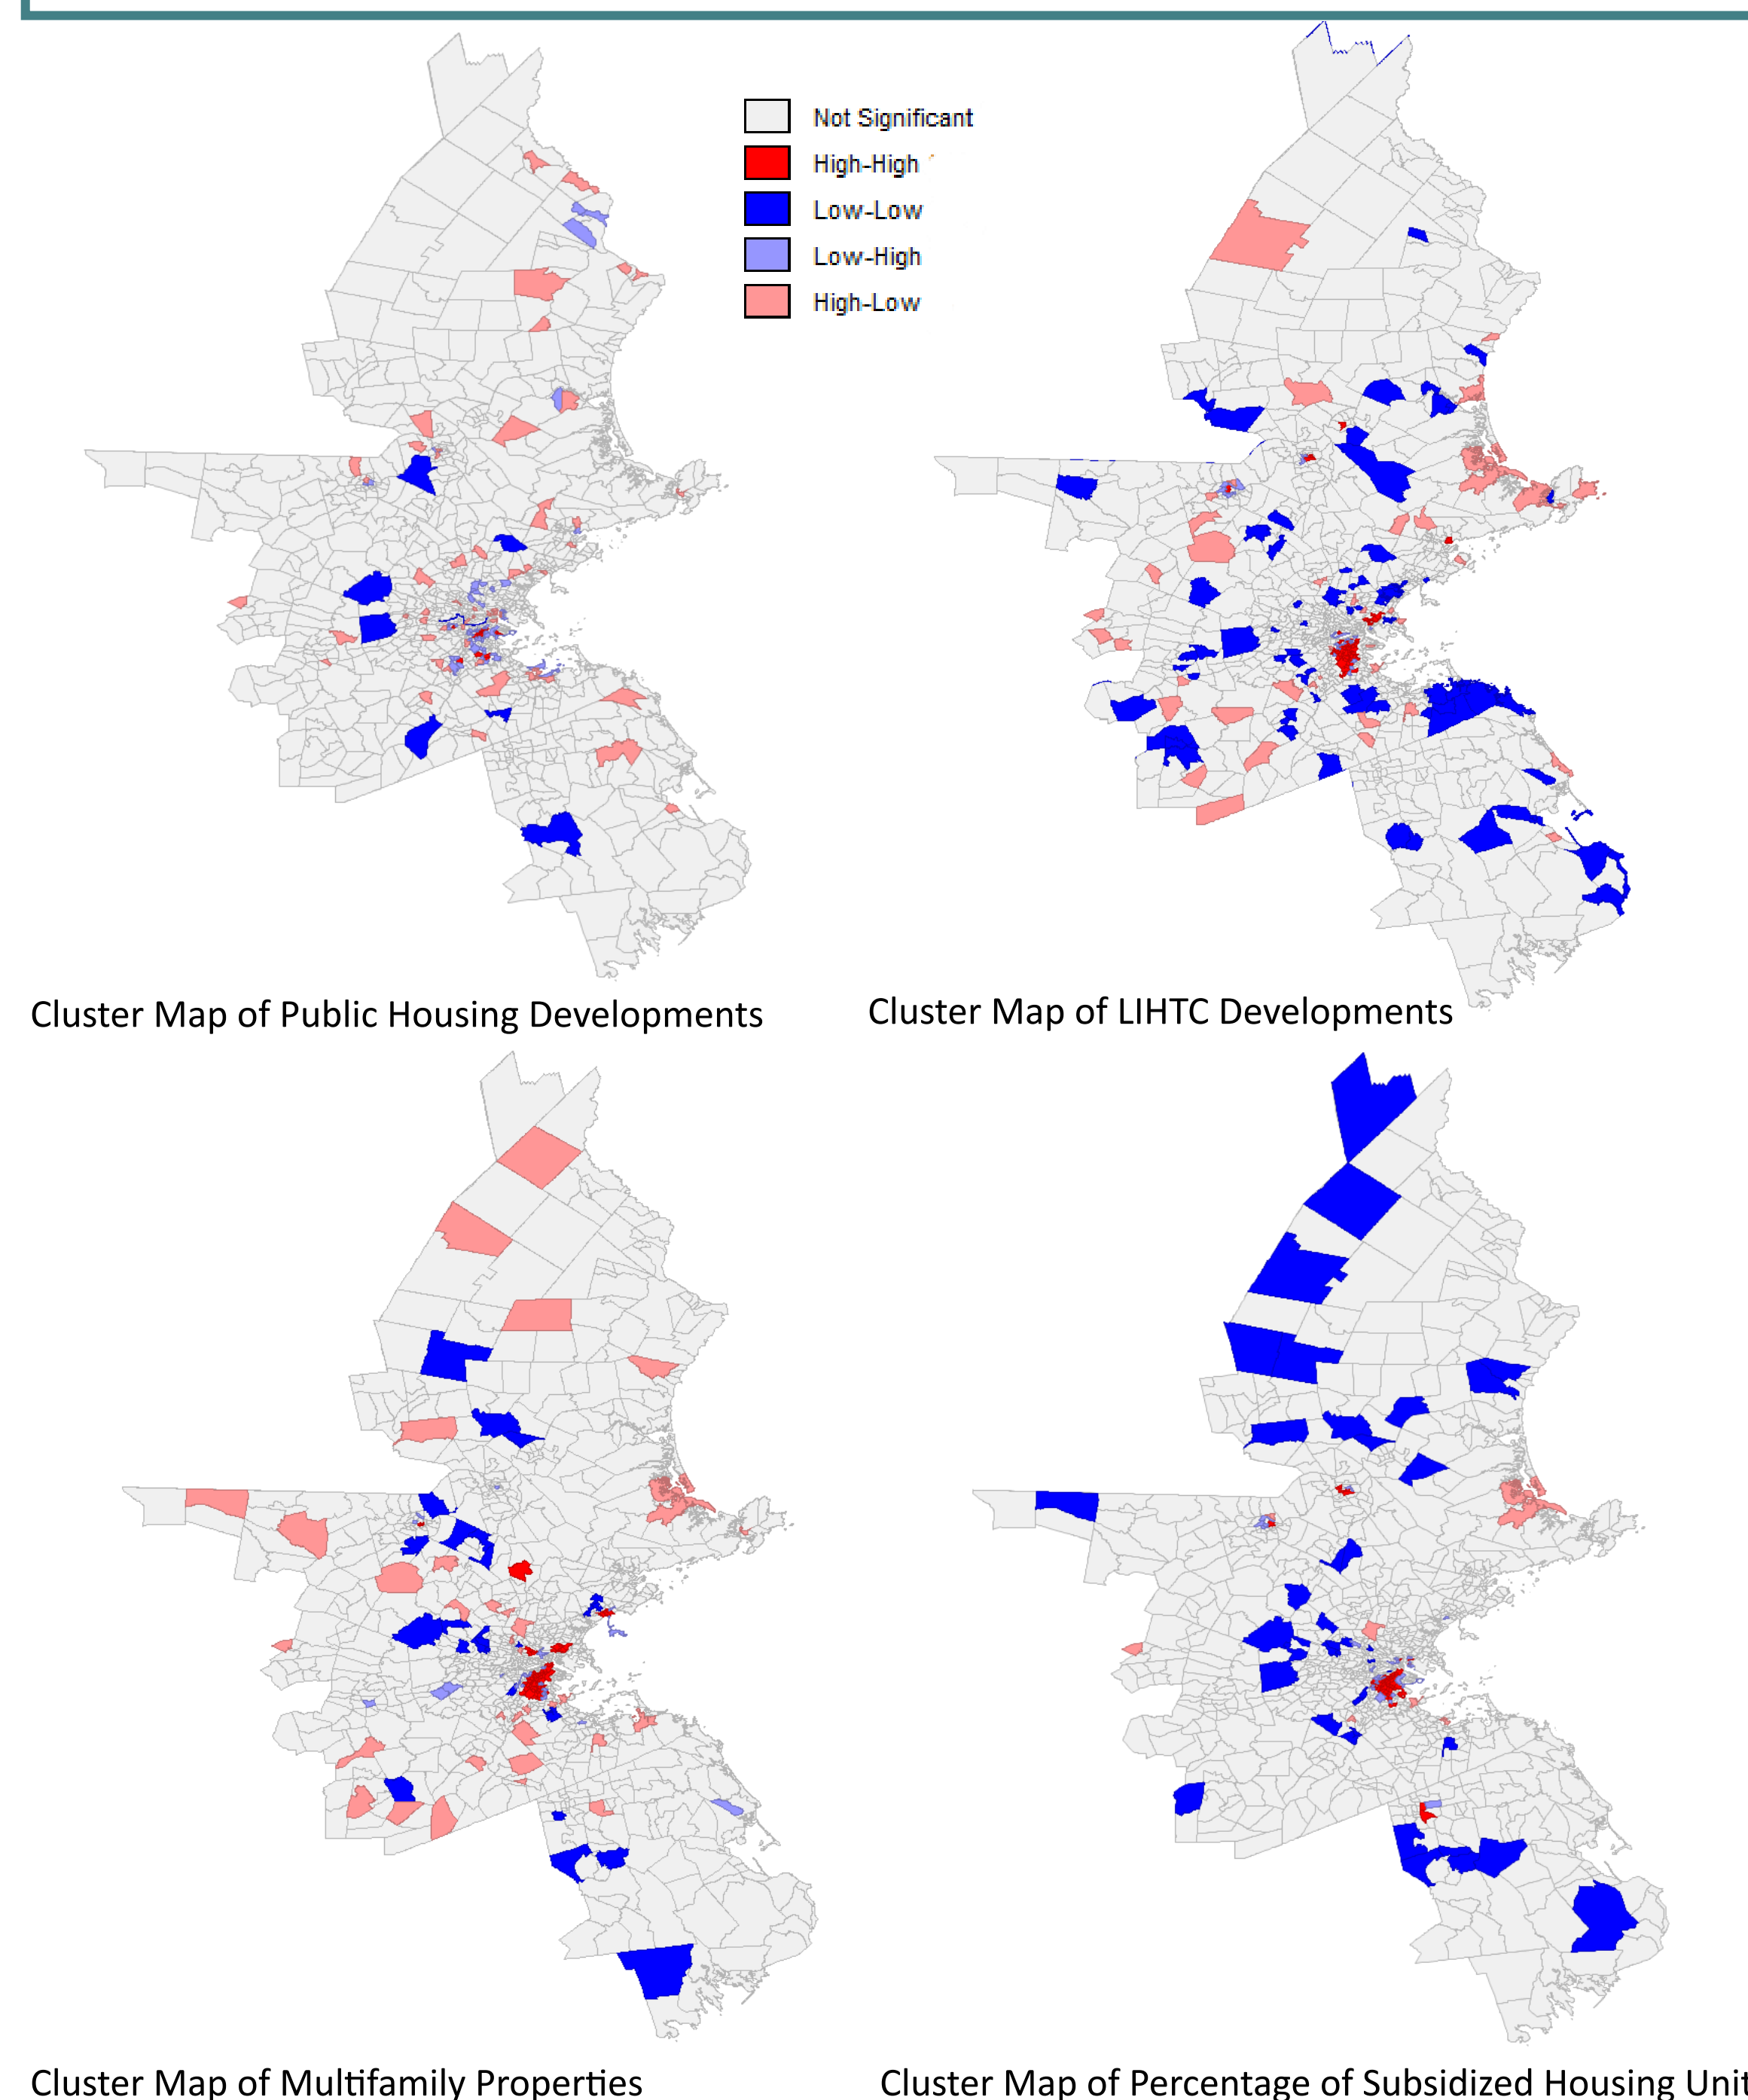 Not Significant
High-High
Low-Low
Low-High
High-Low
Cluster Map of Public Housing Developments
Cluster Map of LIHTC Developments
Cluster Map of Multifamily Properties
Cluster Map of Percentage of Subsidized Housing Unit